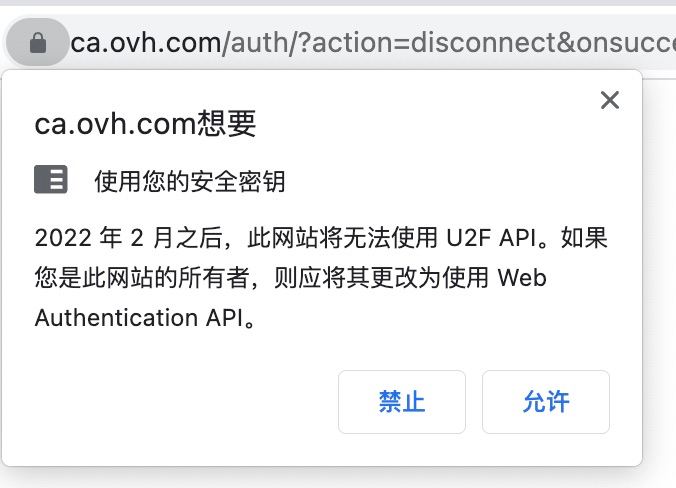 ca.ovh.com/auth/?action=disconnect&onsucc
ca.ovh.com想要
使用您的安全密钥
2022 年 2 月之后，此网站将无法使用 U2F API。如果
您是此网站的所有者，则应将其更改为使用 Web
Authentication API。
禁止
允许